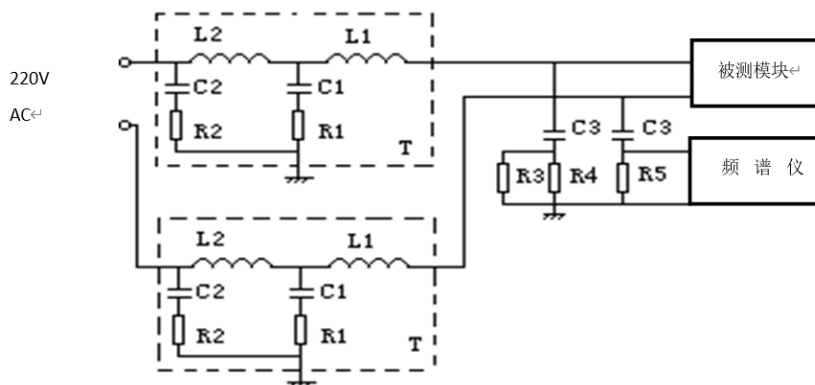 L2 L1
220V
AC↵
C2 C1
R2 R1
T
被测模块↵
C3 C3
R3 R4 R5
频 谱 仪
L2 L1
C2 C1
R2 R1
T